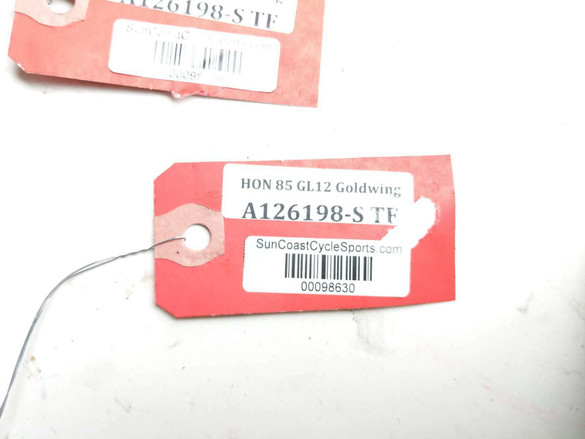 A126198-S TF
HON 85 GL12 Goldwing
A126198-S TF
SunCoastCycleSports.com
00098630